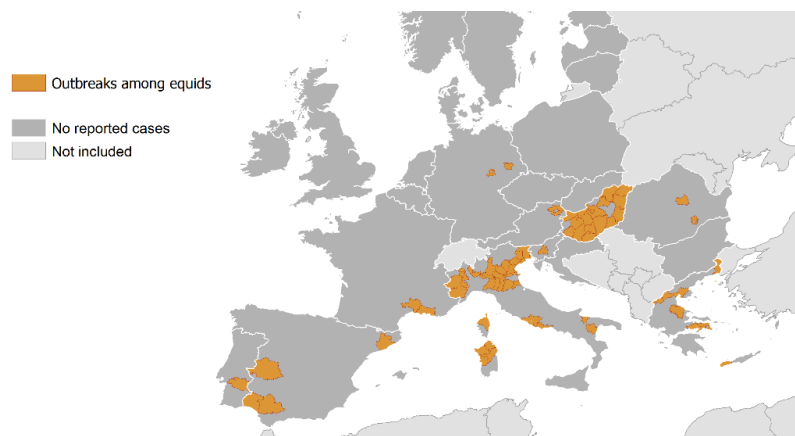 Outbreaks among equids
No reported cases
Not included